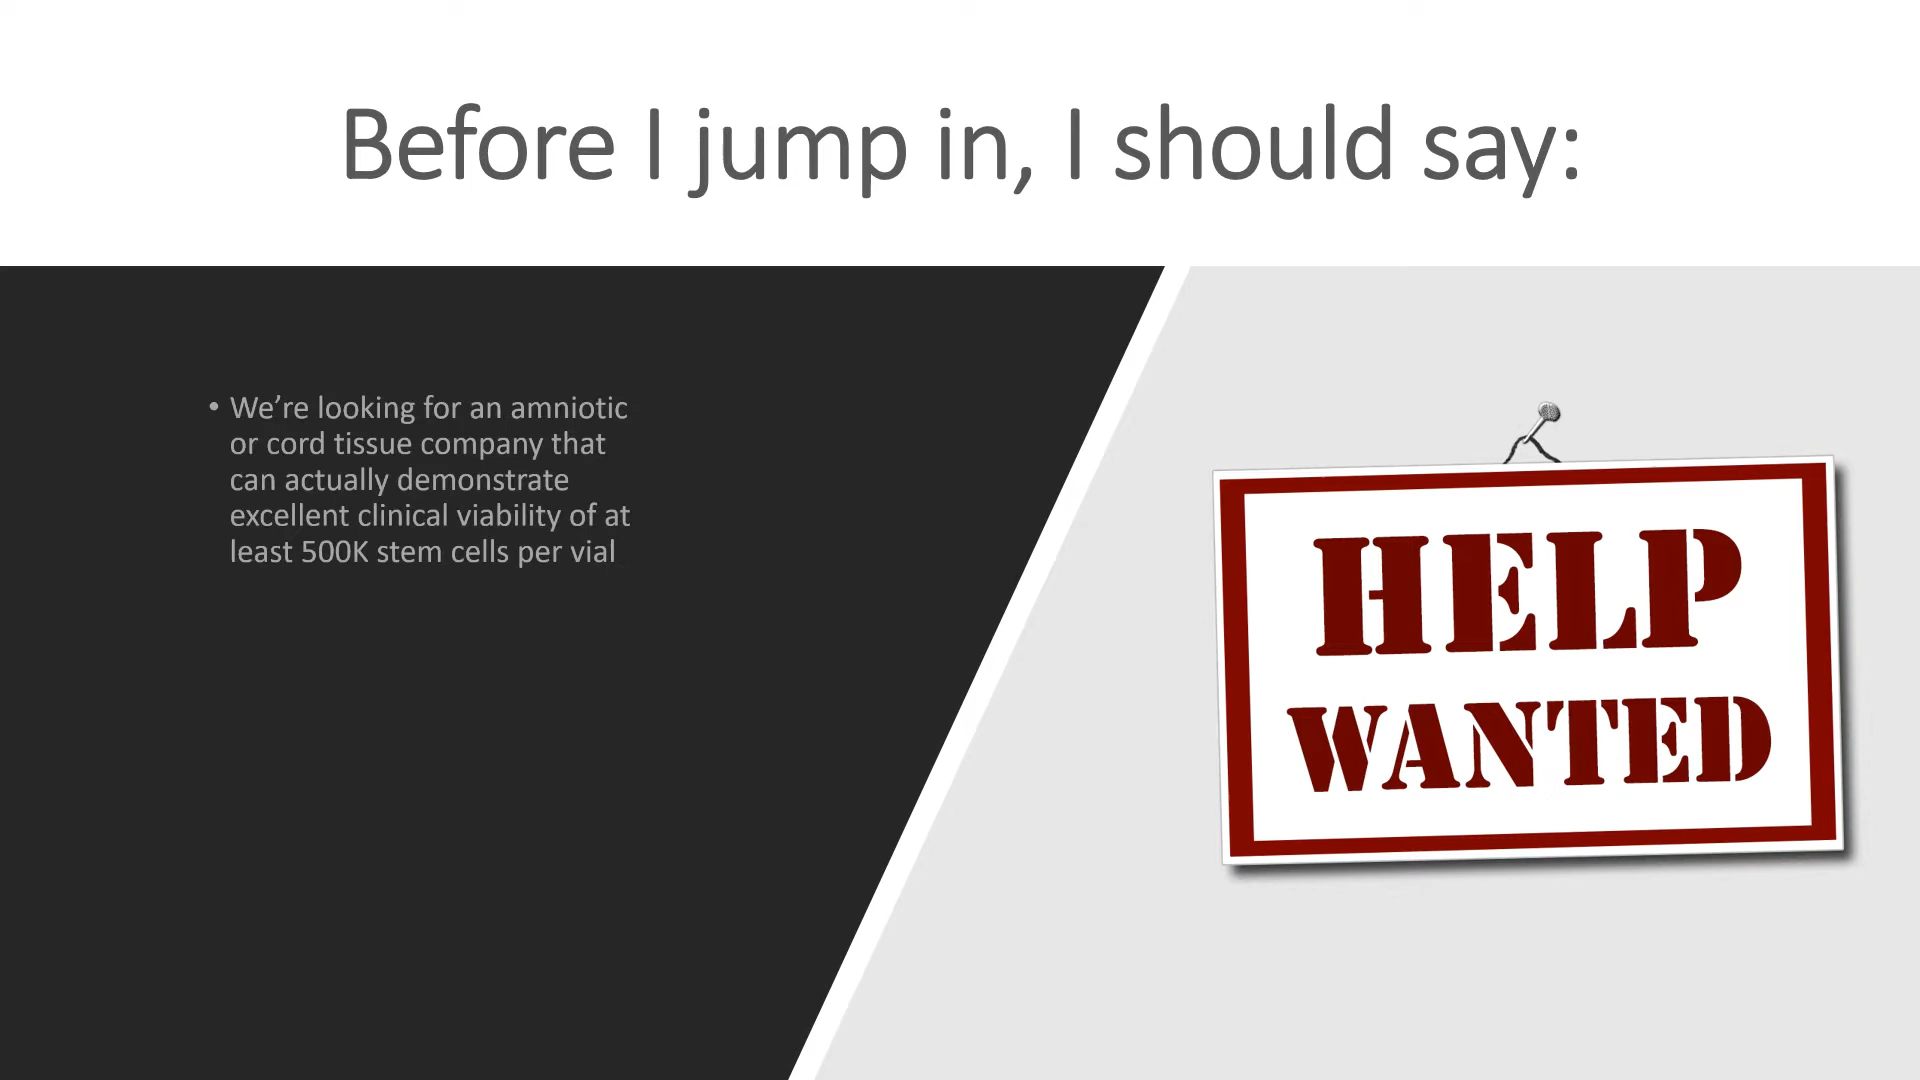 Before I jump in, I should say:
• We’re looking for an amniotic
or cord tissue company that
can actually demonstrate
excellent clinical viability of at
least 500K stem cells per vial
HELP
WANTED